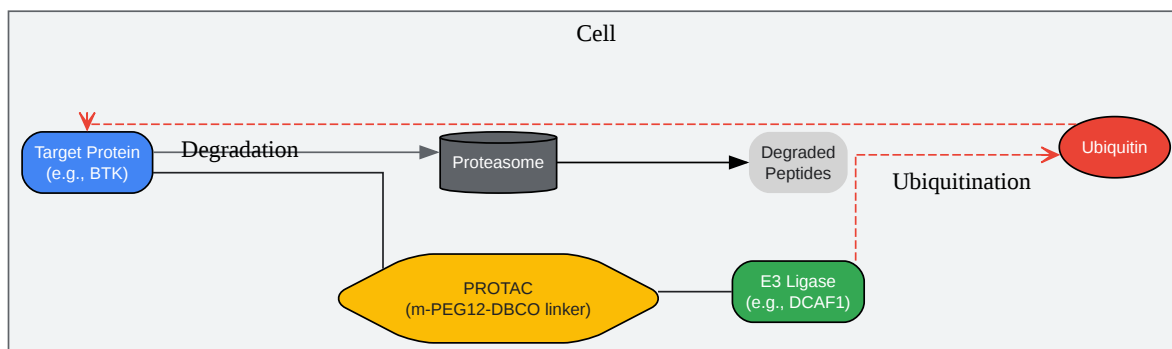 Cell
Target Protein
(e.g., BTK)
Degradation
Proteasome
Degraded
Peptides
Ubiquitin
Ubiquitination
PROTAC
(m-PEG12-DBCO linker)
E3 Ligase
(e.g., DCAF1)